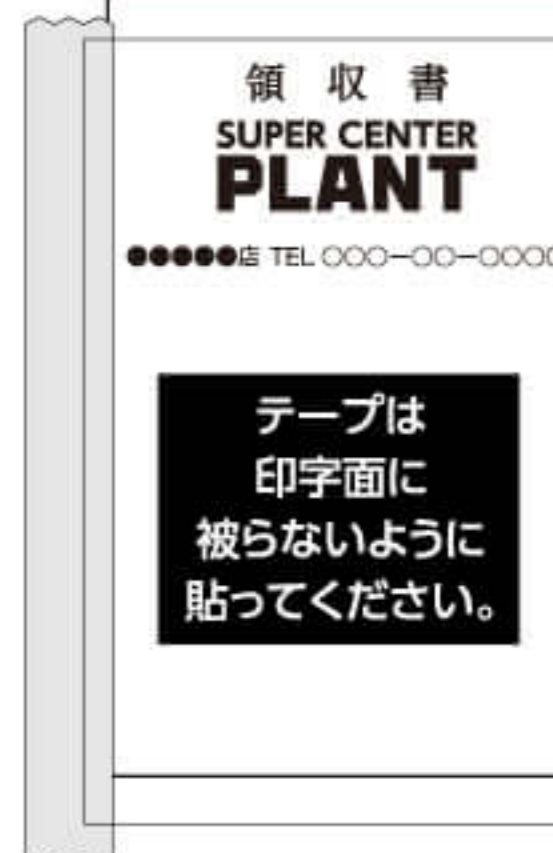 領 収 書
SUPER CENTER
PLANT
●●●●●店 TEL ○○○-○○-○○○○
テープは
印字面に
被らないように
貼ってください。